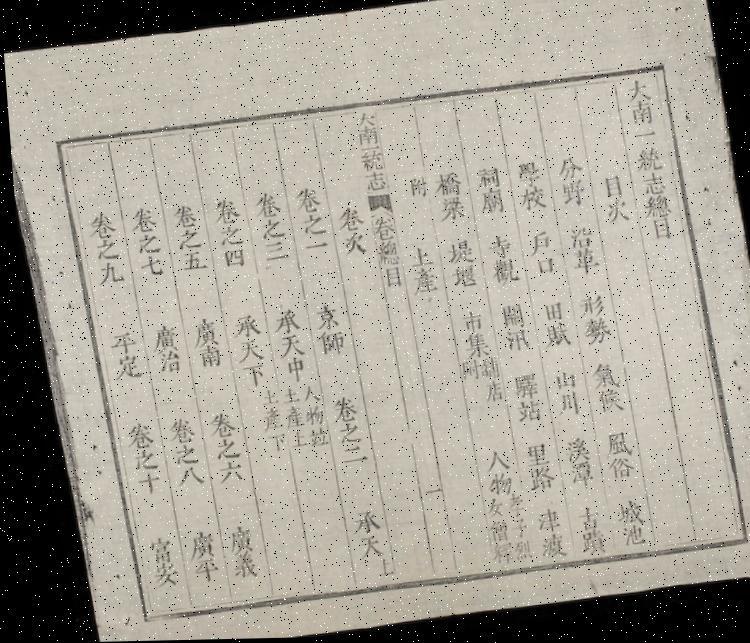 大南一統志總目
目次
分野 沿革 形勢 氣候 風俗 城池
學校 戶口 田賦 山川 溪潭 古蹟
祠廟 寺觀 關汛 驛站 里路 津渡
橋梁 堤堰 市集 舖店附 人物 孝子列女僧釋
附 土產
大南一統志 卷總目 一
卷次
卷之一 京師 卷之二 承天上
卷之三 承天中 人物竝土產上
卷之四 承天下 土產下
卷之五 廣南 卷之六 廣義
卷之七 廣治 卷之八 廣平
卷之九 平定 卷之十 富安